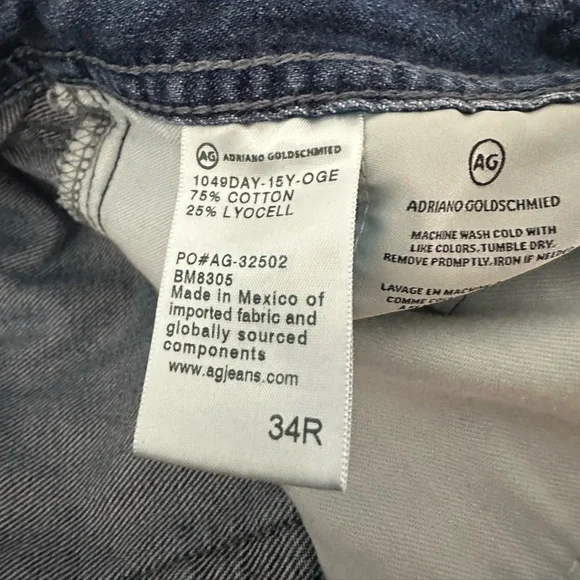 AG ADRIANO GOLDSCHMIED
1049DAY-15Y-OGE
75% COTTON
25% LYOCELL
PO#AG-32502
BM8305
Made in Mexico of
imported fabric and
globally sourced
components
www.agjeans.com
34R
AG
ADRIANO GOLDSCHMIED
MACHINE WASH COLD WITH
LIKE COLORS. TUMBLE DRY.
REMOVE PROMPTLY. IRON IF
LAVAGE EN